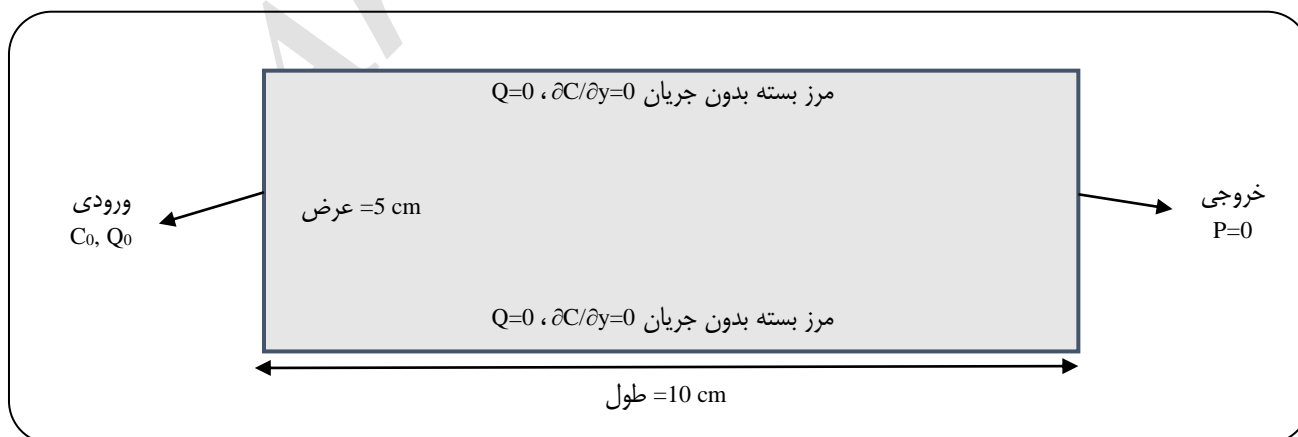 مرز بسته بدون جریان Q=0 ، ∂C/∂y=0
ورودی
C₀, Q₀
عرض =5 cm
خروجی
P=0
مرز بسته بدون جریان Q=0 ، ∂C/∂y=0
طول =10 cm